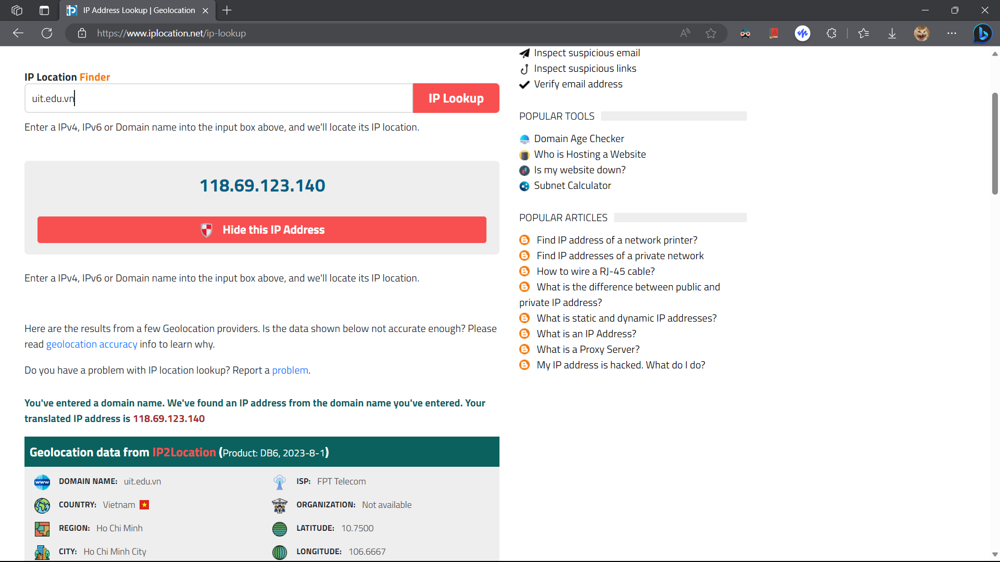 IP Address Lookup | Geolocation
https://www.iplocation.net/ip-lookup
IP Location Finder
uit.edu.vn
IP Lookup
Enter a IPv4, IPv6 or Domain name into the input box above, and we'll locate its IP location.
118.69.123.140
Hide this IP Address
Enter a IPv4, IPv6 or Domain name into the input box above, and we'll locate its IP location.
Here are the results from a few Geolocation providers. Is the data shown below not accurate enough? Please
read geolocation accuracy info to learn why.
Do you have a problem with IP location lookup? Report a problem.
You've entered a domain name. We've found an IP address from the domain name you've entered. Your
translated IP address is 118.69.123.140
Geolocation data from IP2Location (Product: DB6, 2023-8-1)
DOMAIN NAME: uit.edu.vn
ISP: FPT Telecom
COUNTRY: Vietnam
ORGANIZATION: Not available
REGION: Ho Chi Minh
LATITUDE: 10.7500
CITY: Ho Chi Minh City
LONGITUDE: 106.6667
Inspect suspicious email
Inspect suspicious links
Verify email address
POPULAR TOOLS
Domain Age Checker
Who is Hosting a Website
Is my website down?
Subnet Calculator
POPULAR ARTICLES
Find IP address of a network printer?
Find IP addresses of a private network
How to wire a RJ-45 cable?
What is the difference between public and
private IP address?
What is static and dynamic IP addresses?
What is an IP Address?
What is a Proxy Server?
My IP address is hacked. What do I do?